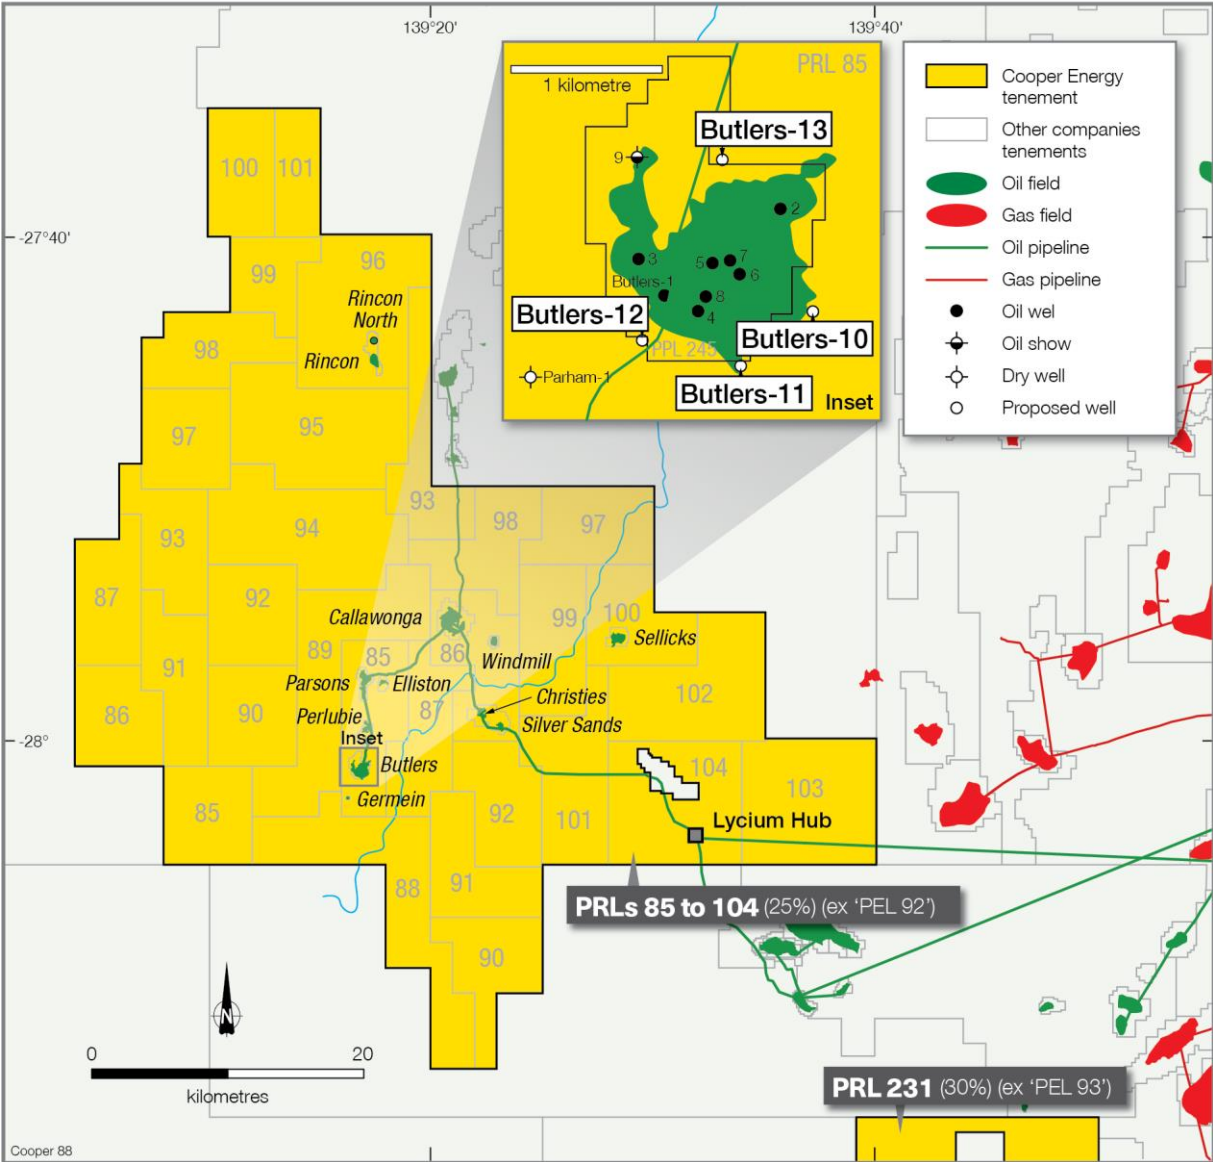 139°20'
139°40'
-27°40'
-28°
PRL 85
1 kilometre
Butlers-13
9
2
3
5
7
6
Butlers-1
8
4
Butlers-12
Butlers-10
PPL 245
Parham-1
Butlers-11
Inset
Cooper Energy
tenement
Other companies
tenements
Oil field
Gas field
Oil pipeline
Gas pipeline
Oil wel
Oil show
Dry well
Proposed well
100
101
99
96
Rincon
North
98
Rincon
97
95
93
98
97
93
94
87
92
Callawonga
99
100
Sellicks
89
85
86
Windmill
91
Parsons
Elliston
102
86
90
87
Christies
Perlubie
Silver Sands
Inset
Butlers
104
103
Germein
85
92
101
Lycium Hub
88
91
PRLs 85 to 104 (25%) (ex ‘PEL 92’)
90
N
0
20
kilometres
PRL 231 (30%) (ex ‘PEL 93’)
Cooper 88